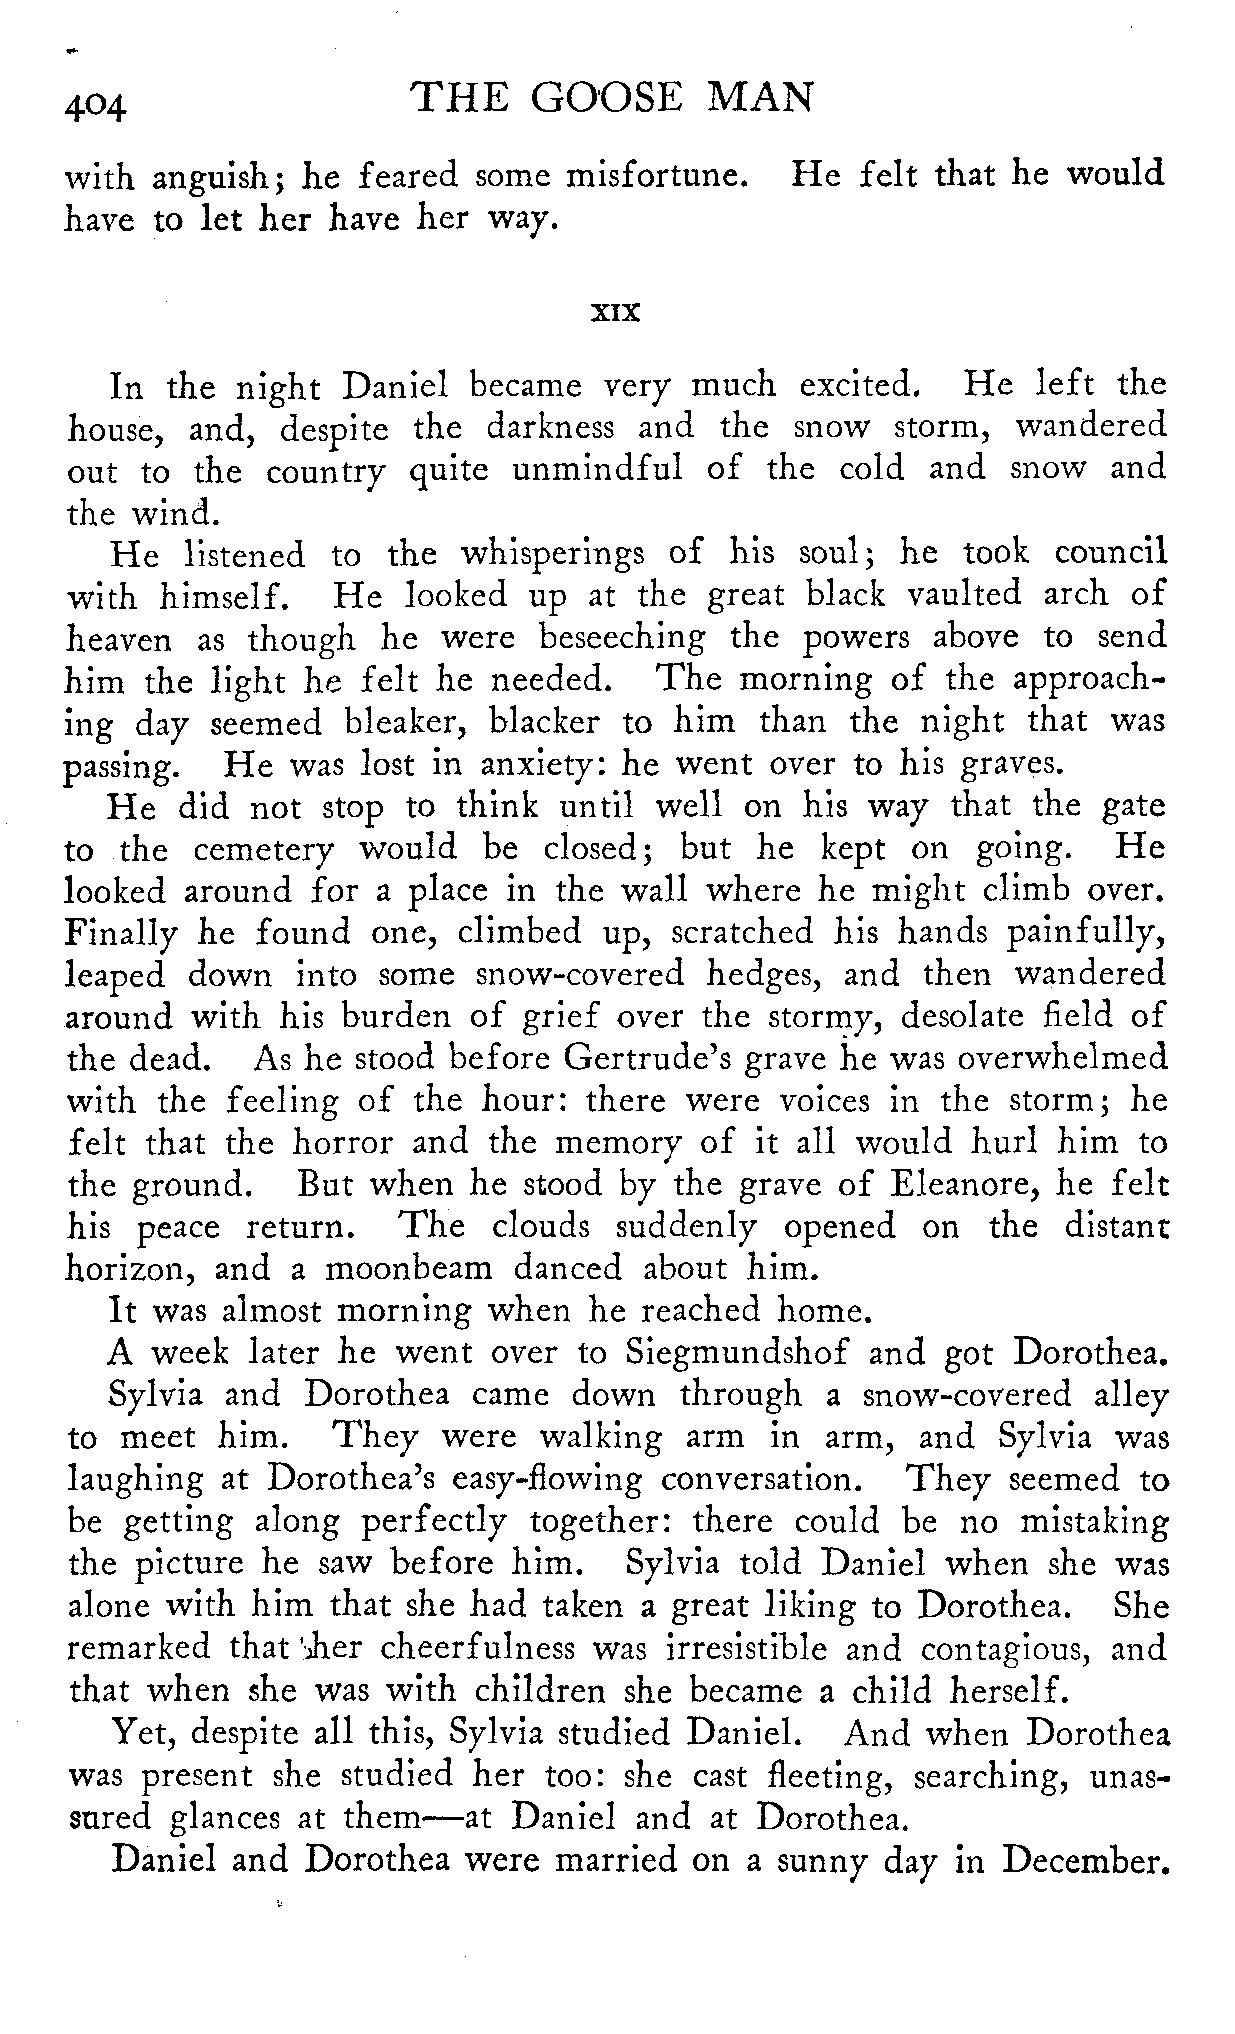 404 THE GOOSE MAN
with anguish; he feared some misfortune. He felt that he would
have to let her have her way.
XIX
In the night Daniel became very much excited. He left the
house, and, despite the darkness and the snow storm, wandered
out to the country quite unmindful of the cold and snow and
the wind.
He listened to the whisperings of his soul; he took council
with himself. He looked up at the great black vaulted arch of
heaven as though he were beseeching the powers above to send
him the light he felt he needed. The morning of the approach-
ing day seemed bleaker, blacker to him than the night that was
passing. He was lost in anxiety: he went over to his graves.
He did not stop to think until well on his way that the gate
to the cemetery would be closed; but he kept on going. He
looked around for a place in the wall where he might climb over.
Finally he found one, climbed up, scratched his hands painfully,
leaped down into some snow-covered hedges, and then wandered
around with his burden of grief over the stormy, desolate field of
the dead. As he stood before Gertrude's grave he was overwhelmed
with the feeling of the hour: there were voices in the storm; he
felt that the horror and the memory of it all would hurl him to
the ground. But when he stood by the grave of Eleanore, he felt
his peace return. The clouds suddenly opened on the distant
horizon, and a moonbeam danced about him.
It was almost morning when he reached home.
A week later he went over to Siegmundshof and got Dorothea.
Sylvia and Dorothea came down through a snow-covered alley
to meet him. They were walking arm in arm, and Sylvia was
laughing at Dorothea's easy-flowing conversation. They seemed to
be getting along perfectly together: there could be no mistaking
the picture he saw before him. Sylvia told Daniel when she was
alone with him that she had taken a great liking to Dorothea. She
remarked that her cheerfulness was irresistible and contagious, and
that when she was with children she became a child herself.
Yet, despite all this, Sylvia studied Daniel. And when Dorothea
was present she studied her too: she cast fleeting, searching, unas-
sured glances at them—at Daniel and at Dorothea.
Daniel and Dorothea were married on a sunny day in December.